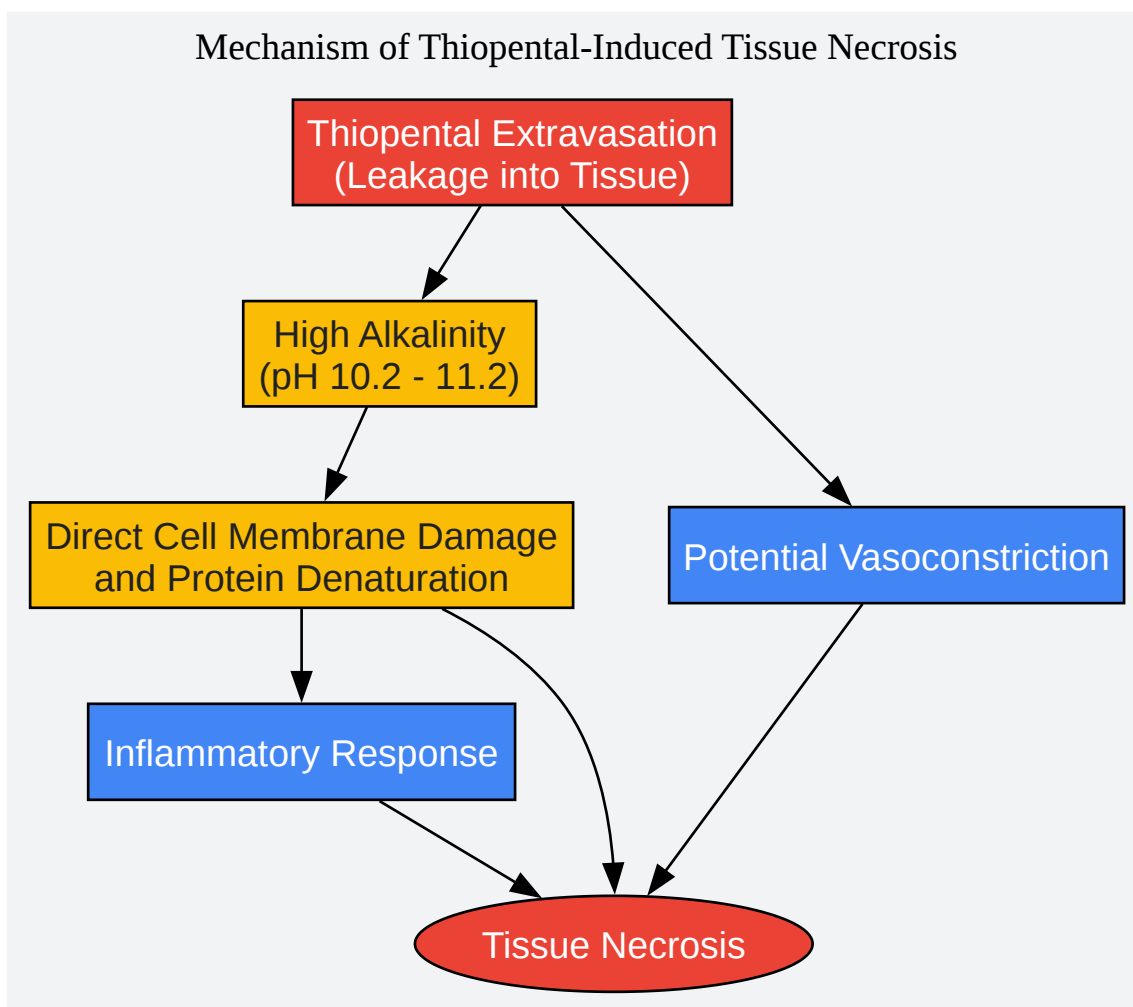 Mechanism of Thiopental-Induced Tissue Necrosis
Thiopental Extravasation
(Leakage into Tissue)
High Alkalinity
(pH 10.2 - 11.2)
Direct Cell Membrane Damage
and Protein Denaturation
Potential Vasoconstriction
Inflammatory Response
Tissue Necrosis